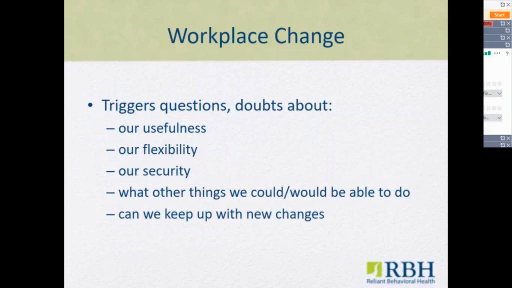 Workplace Change
• Triggers questions, doubts about:
– our usefulness
– our flexibility
– our security
– what other things we could/would be able to do
– can we keep up with new changes
RBH
Reliant Behavioral Health
Start